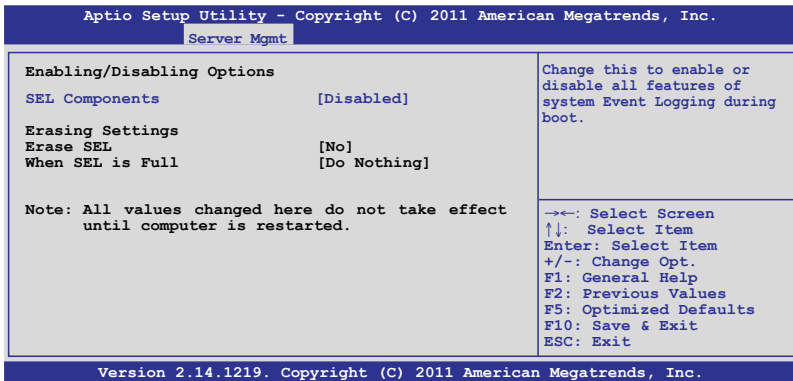 Aptio Setup Utility - Copyright (C) 2011 American Megatrends, Inc.
Server Mgmt
Enabling/Disabling Options
SEL Components [Disabled]
Erasing Settings
Erase SEL [No]
When SEL is Full [Do Nothing]
Note: All values changed here do not take effect
until computer is restarted.
Change this to enable or
disable all features of
system Event Logging during
boot.
→←: Select Screen
↑↓: Select Item
Enter: Select Item
+/-: Change Opt.
F1: General Help
F2: Previous Values
F5: Optimized Defaults
F10: Save & Exit
ESC: Exit
Version 2.14.1219. Copyright (C) 2011 American Megatrends, Inc.